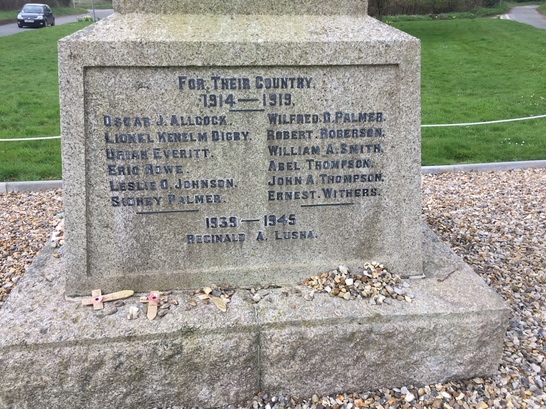 FOR THEIR COUNTRY.
1914 — 1919.
OSCAR J. ALLCOCK.
LIONEL KENELM DIGBY.
URIAH EVERITT.
ERIC HOWE.
LESLIE O. JOHNSON.
SIDNEY PALMER.
WILFRED D. PALMER.
ROBERT. ROBERSON.
WILLIAM A. SMITH.
ABEL THOMPSON.
JOHN A. THOMPSON.
ERNEST. WITHERS.
1939 — 1945
REGINALD A. LUSHA.